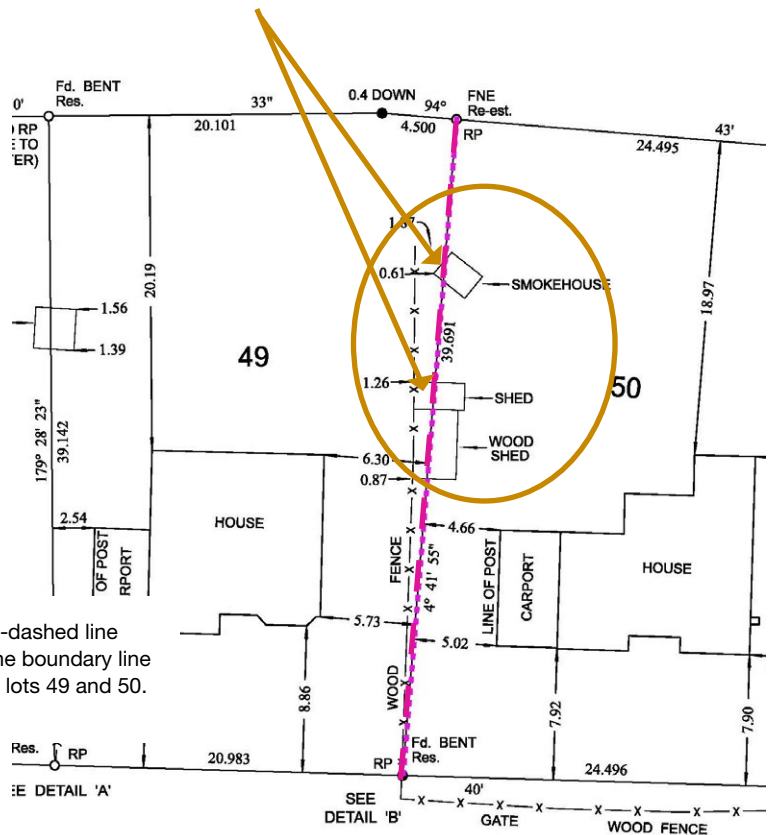 Fd. BENT
Res.
0'
RP
E TO
TER)
33"
20.101
0.4 DOWN
94°
4.500
FNE
Re-est.
RP
43'
24.495
20.19
1.56
1.39
179° 28' 23"
39.142
49
0.61
SMOKEHOUSE
39.691
18.97
1.26
SHED
50
WOOD
SHED
6.30
0.87
2.54
OF POST
RPORT
HOUSE
FENCE
4° 41' 55"
4.66
LINE OF POST
CARPORT
HOUSE
-dashed line
ne boundary line
lots 49 and 50.
5.73
5.02
8.86
WOOD
7.92
7.90
Res.
RP
20.983
Fd. BENT
Res.
RP
24.496
EE DETAIL 'A'
SEE
DETAIL 'B'
40'
GATE
WOOD FENCE